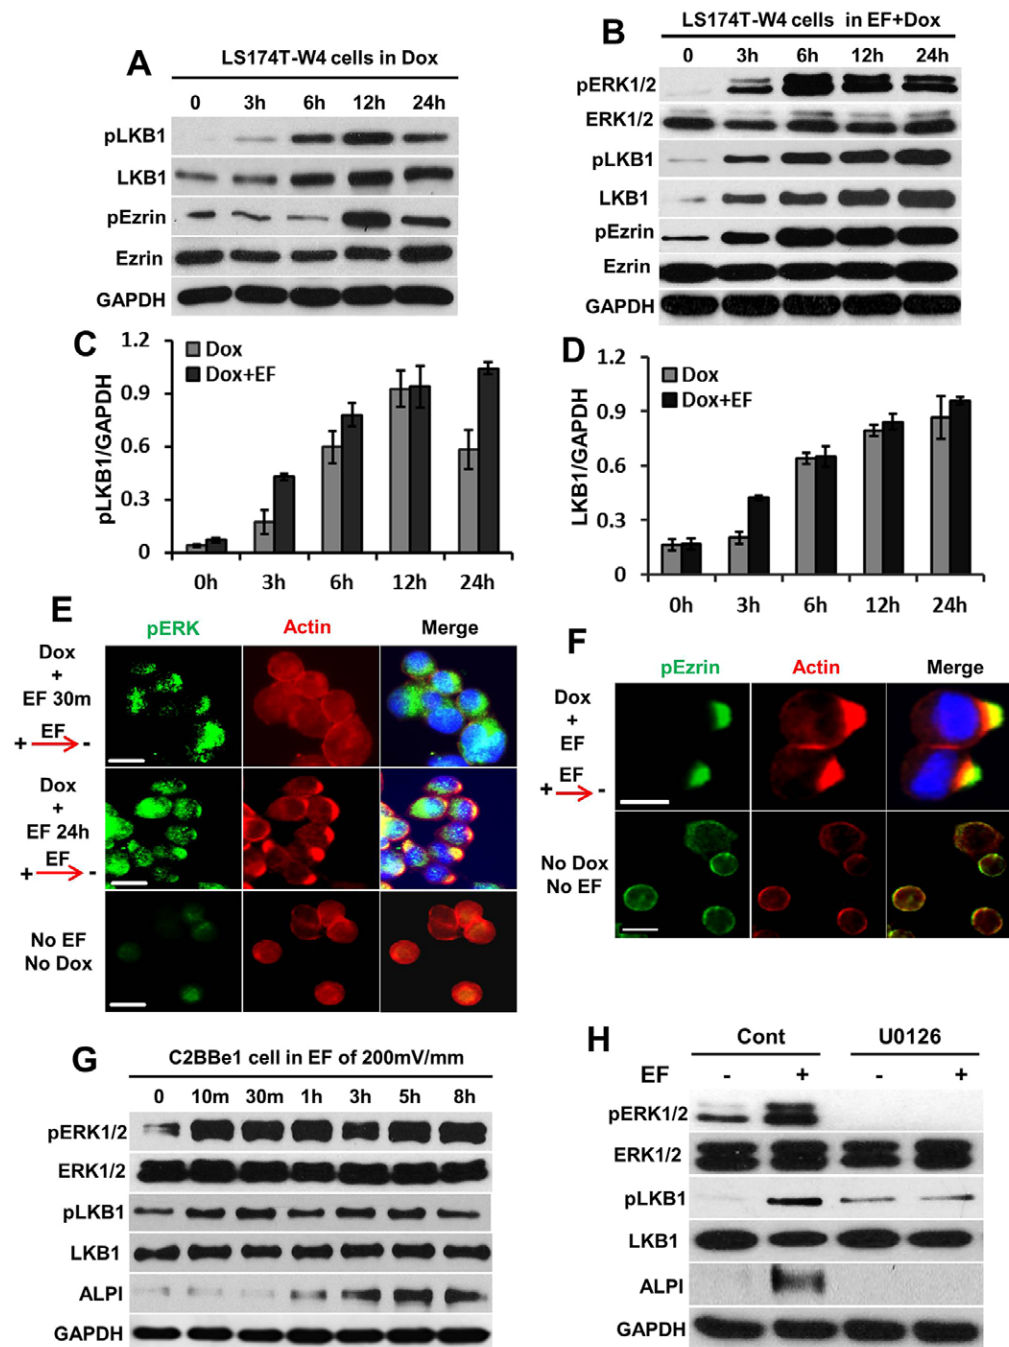 A
LS174T-W4 cells in Dox
0 3h 6h 12h 24h
pLKB1
LKB1
pEzrin
Ezrin
GAPDH
B
LS174T-W4 cells in EF+Dox
0 3h 6h 12h 24h
pERK1/2
ERK1/2
pLKB1
LKB1
pEzrin
Ezrin
GAPDH
C
pLKB1/GAPDH
1.2
0.9
0.6
0.3
0
Dox
Dox+EF
0h 3h 6h 12h 24h
D
LKB1/GAPDH
1.2
0.9
0.6
0.3
0
Dox
Dox+EF
0h 3h 6h 12h 24h
E
pERK Actin Merge
Dox
+
EF 30m
EF
+ -
Dox
+
EF 24h
EF
+ -
No EF
No Dox
F
pEzrin Actin Merge
Dox
+
EF
EF
+ -
No Dox
No EF
G
C2BBe1 cell in EF of 200mV/mm
0 10m 30m 1h 3h 5h 8h
pERK1/2
ERK1/2
pLKB1
LKB1
ALPI
GAPDH
H
Cont U0126
EF - + - +
pERK1/2
ERK1/2
pLKB1
LKB1
ALPI
GAPDH